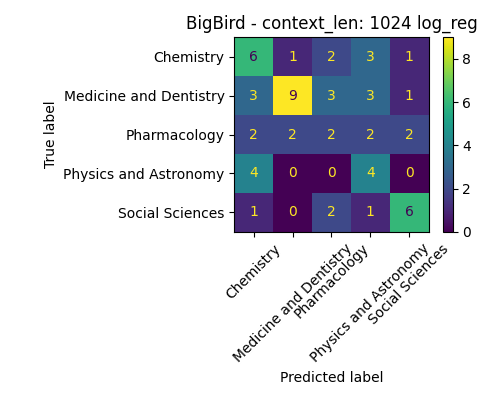 BigBird - context_len: 1024 log_reg
True label
Chemistry 6 1 2 3 1
Medicine and Dentistry 3 9 3 3 1
Pharmacology 2 2 2 2 2
Physics and Astronomy 4 0 0 4 0
Social Sciences 1 0 2 1 6
Chemistry
Medicine and Dentistry
Pharmacology
Physics and Astronomy
Social Sciences
Predicted label
8
6
4
2
0